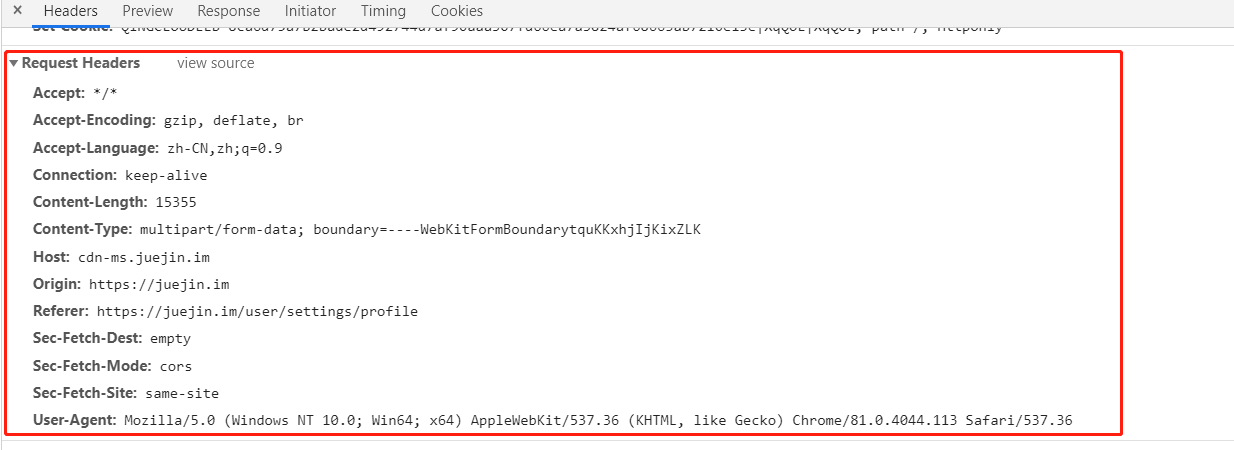 × Headers Preview Response Initiator Timing Cookies
▼Request Headers view source
Accept: */*
Accept-Encoding: gzip, deflate, br
Accept-Language: zh-CN,zh;q=0.9
Connection: keep-alive
Content-Length: 15355
Content-Type: multipart/form-data; boundary=----WebKitFormBoundarytquKKxhjIjKixZLK
Host: cdn-ms.juejin.im
Origin: https://juejin.im
Referer: https://juejin.im/user/settings/profile
Sec-Fetch-Dest: empty
Sec-Fetch-Mode: cors
Sec-Fetch-Site: same-site
User-Agent: Mozilla/5.0 (Windows NT 10.0; Win64; x64) AppleWebKit/537.36 (KHTML, like Gecko) Chrome/81.0.4044.113 Safari/537.36